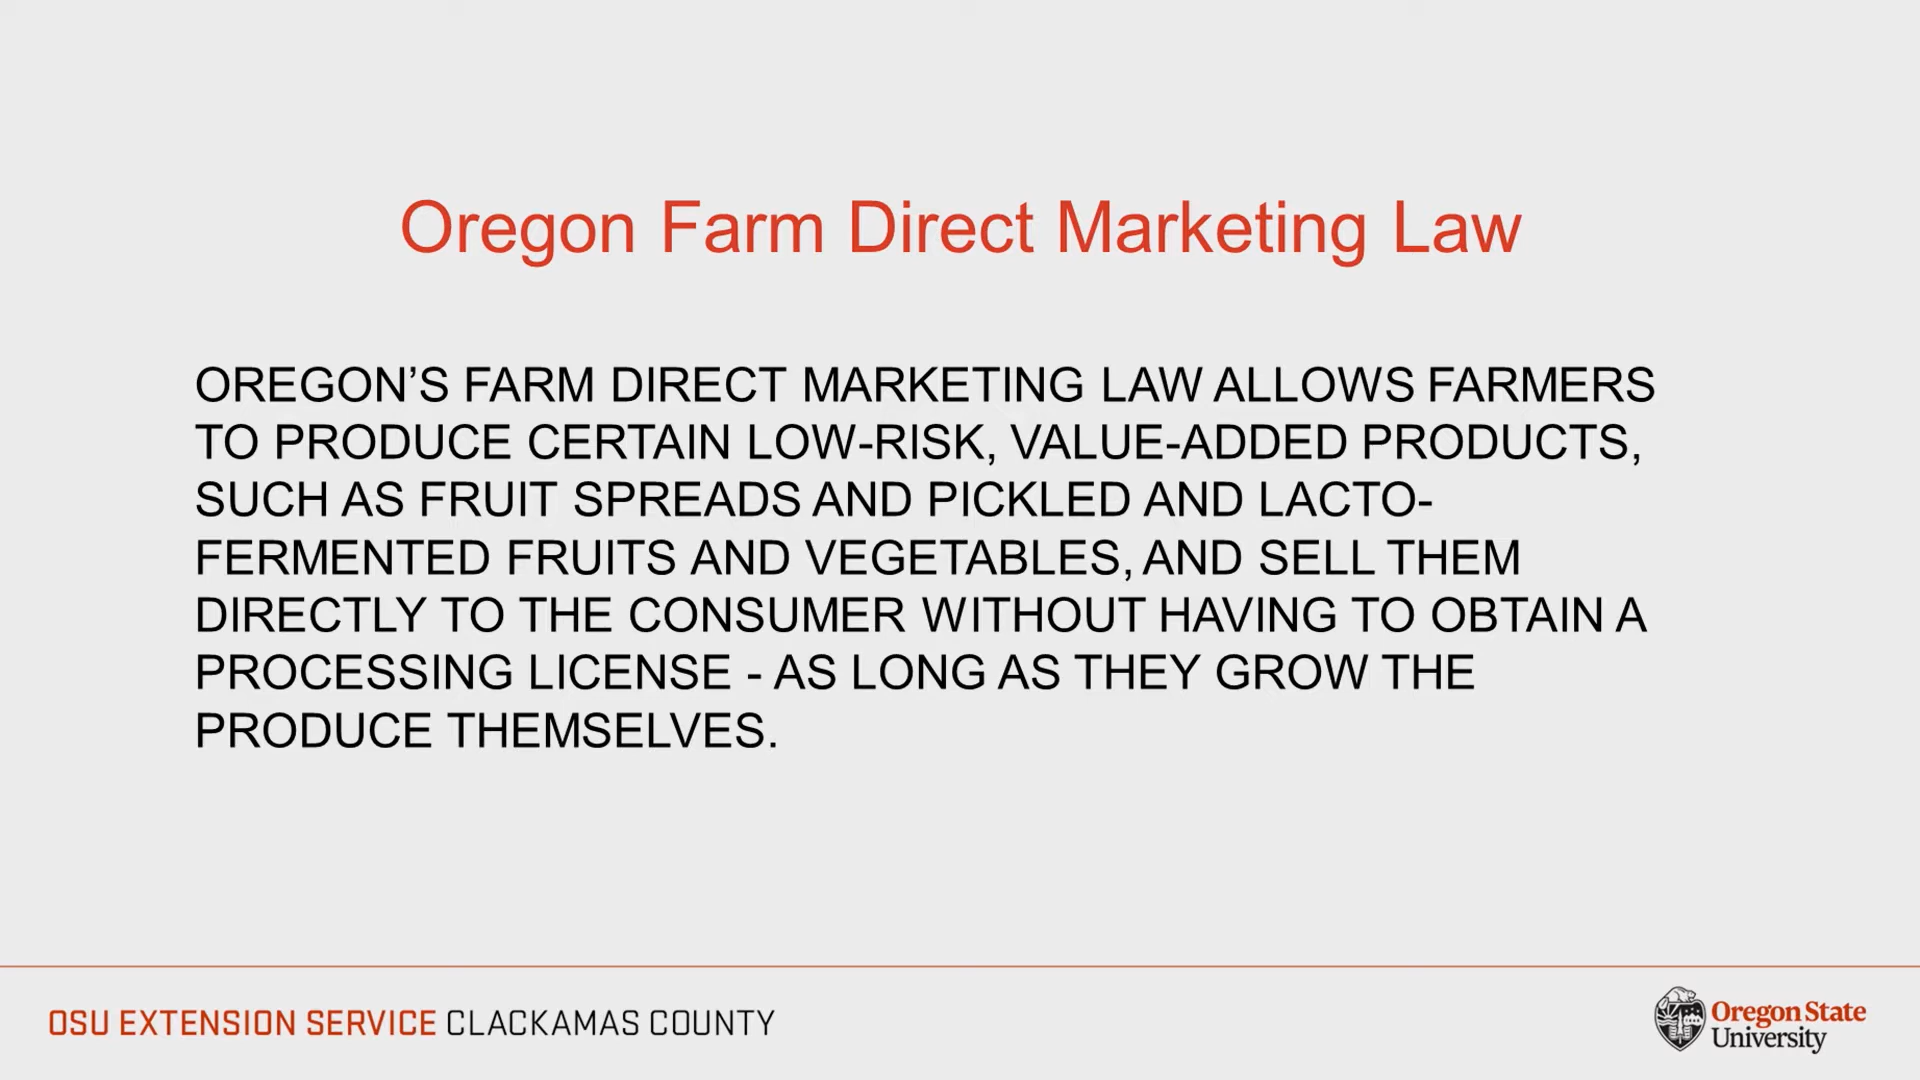 Oregon Farm Direct Marketing Law
OREGON’S FARM DIRECT MARKETING LAW ALLOWS FARMERS
TO PRODUCE CERTAIN LOW-RISK, VALUE-ADDED PRODUCTS,
SUCH AS FRUIT SPREADS AND PICKLED AND LACTO-
FERMENTED FRUITS AND VEGETABLES, AND SELL THEM
DIRECTLY TO THE CONSUMER WITHOUT HAVING TO OBTAIN A
PROCESSING LICENSE - AS LONG AS THEY GROW THE
PRODUCE THEMSELVES.
OSU EXTENSION SERVICE CLACKAMAS COUNTY
Oregon State
University